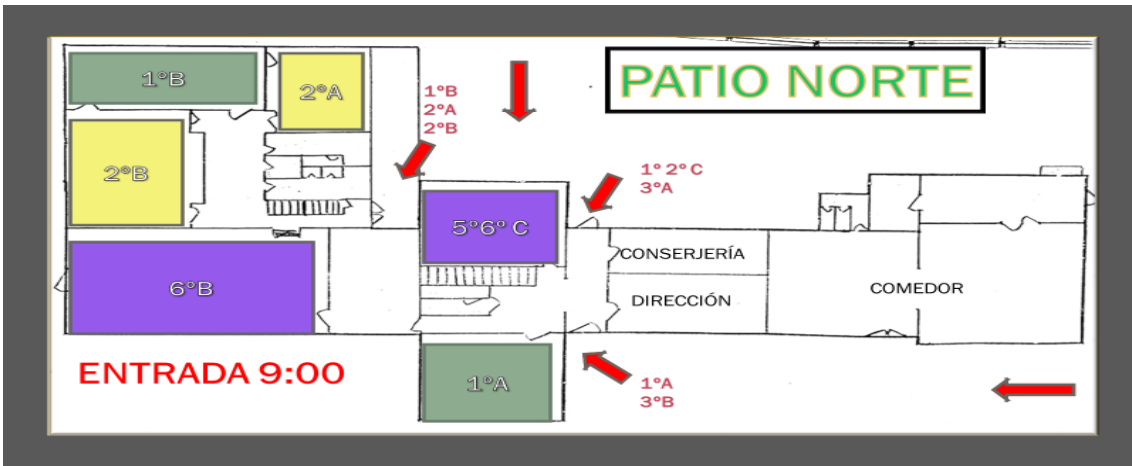 PATIO NORTE
1ºB
2ºA
1ºB
2ºA
2ºB
2ºB
1º 2º C
3ºA
5º6º C
CONSERJERÍA
6ºB
DIRECCIÓN
COMEDOR
ENTRADA 9:00
1ºA
1ºA
3ºB